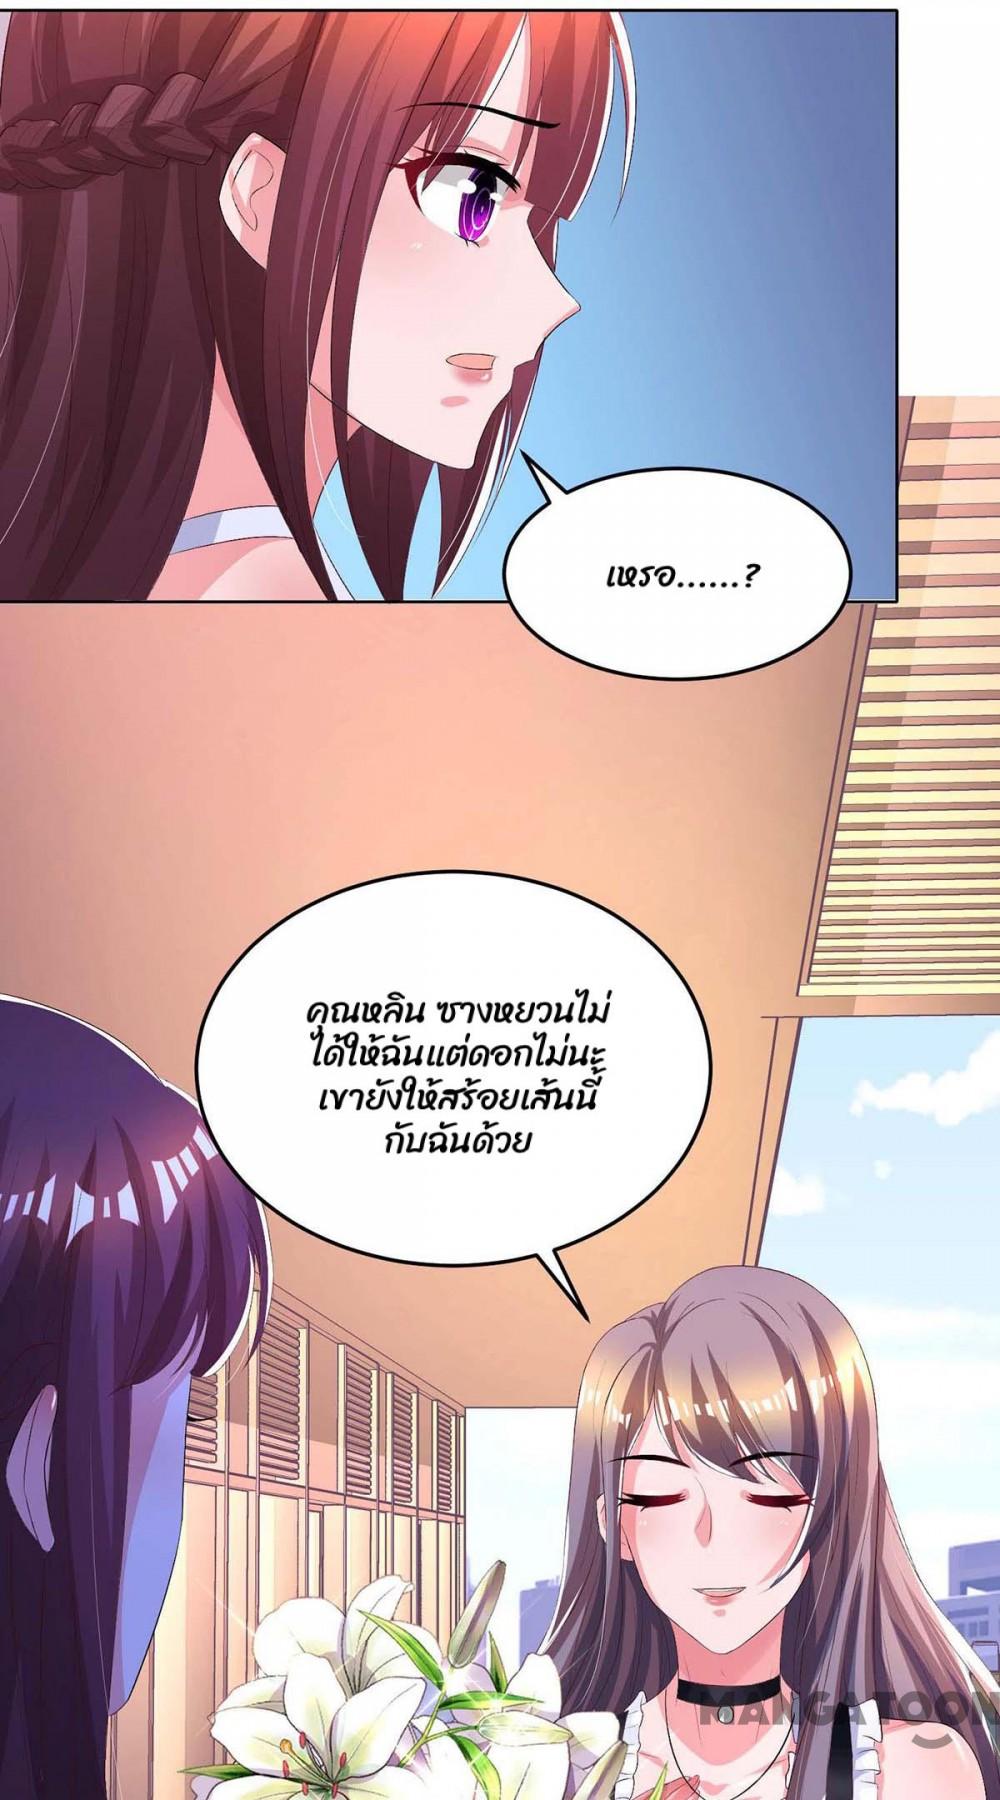 เหรอ......?
คุณหลิน ซางหยวนไม่
ได้ให้ฉันแต่ดอกไม่นะ
เขายังให้สร้อยเส้นนี้
กับฉันด้วย
MANGATOON